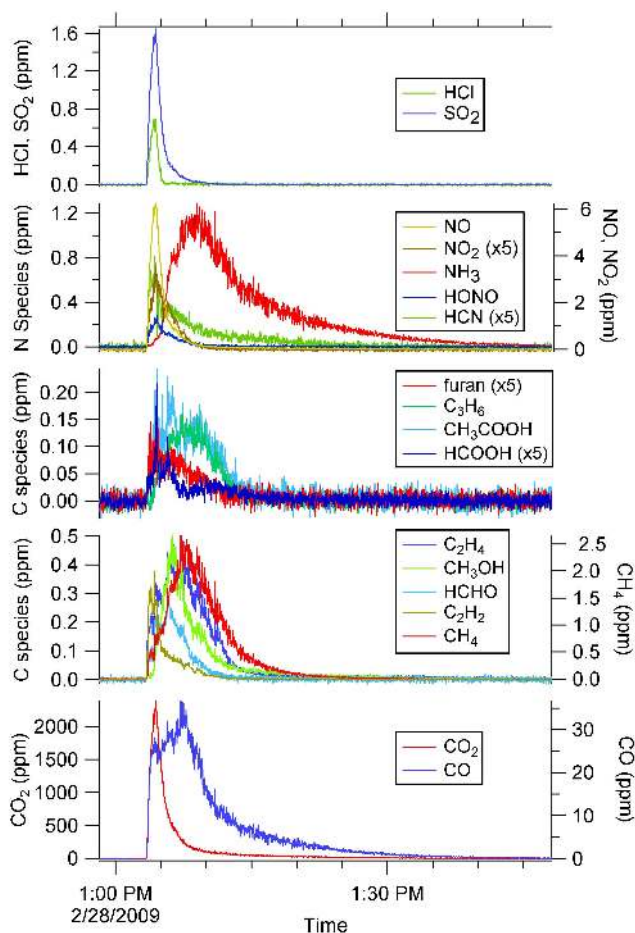 1.6
1.2
0.8
0.4
0.0
HCl, SO₂ (ppm)
HCl
SO₂
1.2
0.8
0.4
0.0
N Species (ppm)
NO
NO₂ (x5)
NH₃
HONO
HCN (x5)
6
4
2
0
NO, NO₂ (ppm)
0.20
0.15
0.10
0.05
0.00
C species (ppm)
furan (x5)
C₃H₆
CH₃COOH
HCOOH (x5)
0.5
0.4
0.3
0.2
0.1
0.0
C species (ppm)
C₂H₄
CH₃OH
HCHO
C₂H₂
CH₄
2.5
2.0
1.5
1.0
0.5
0.0
CH₄ (ppm)
2000
1500
1000
500
0
CO₂ (ppm)
CO₂
CO
30
20
10
0
CO (ppm)
1:00 PM
2/28/2009
1:30 PM
Time